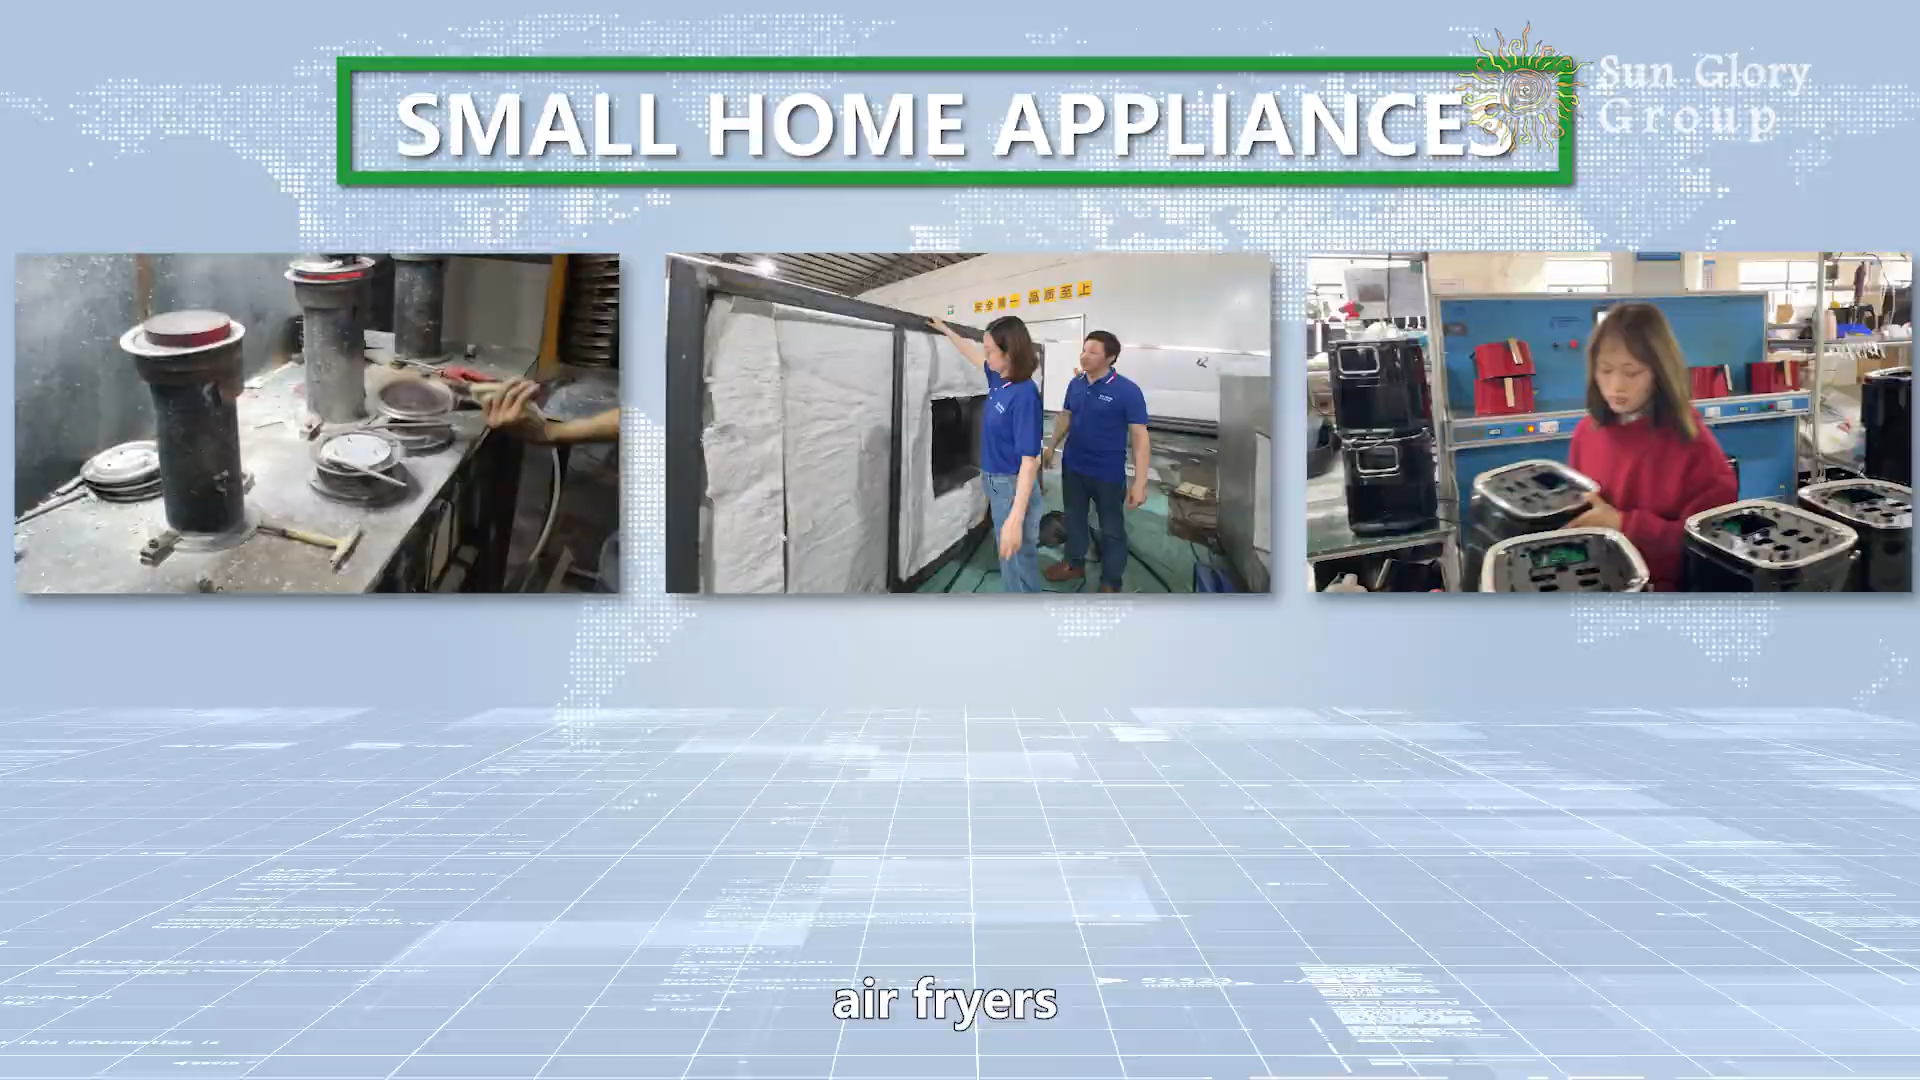 SMALL HOME APPLIANCES
Sun Glory
Group
安全第一 品质至上
air fryers